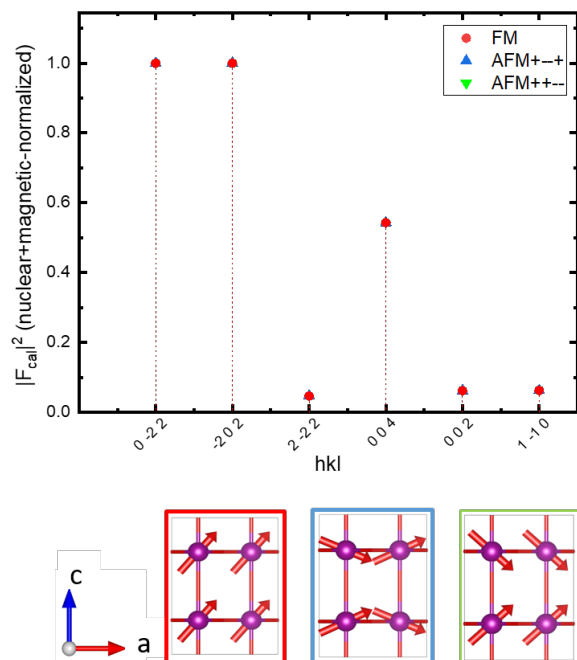 FM
AFM+--+
AFM++--
1.0
0.8
0.6
0.4
0.2
0.0
|F_cal|^2 (nuclear+magnetic-normalized)
0 -2 2
-2 0 2
2 -2 2
0 0 4
0 0 2
1 -1 0
hkl
c
a